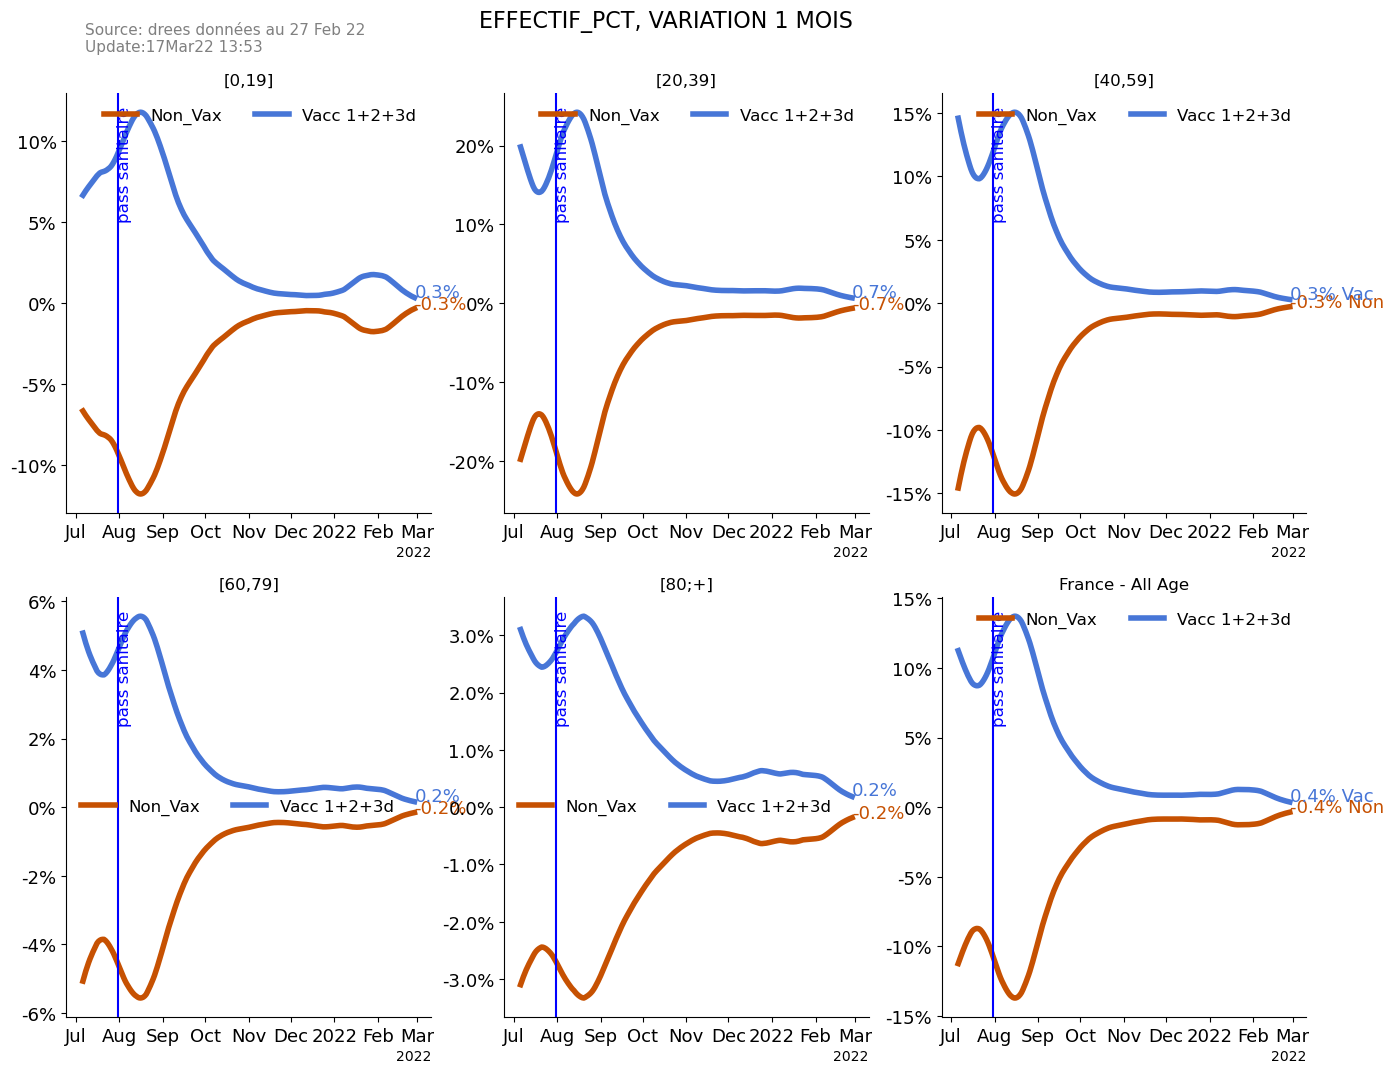 EFFECTIF_PCT, VARIATION 1 MOIS
Source: drees données au 27 Feb 22
Update:17Mar22 13:53
[0,19]
Non_Vax
Vacc 1+2+3d
pass sanitaire
10%
5%
0%
-5%
-10%
0.3%
-0.3%
Jul Aug Sep Oct Nov Dec 2022 Feb Mar
2022
[20,39]
Non_Vax
Vacc 1+2+3d
pass sanitaire
20%
10%
0%
-10%
-20%
0.7%
-0.7%
Jul Aug Sep Oct Nov Dec 2022 Feb Mar
2022
[40,59]
Non_Vax
Vacc 1+2+3d
pass sanitaire
15%
10%
5%
0%
-5%
-10%
-15%
0.3% Vac
-0.3% Non
Jul Aug Sep Oct Nov Dec 2022 Feb Mar
2022
[60,79]
pass sanitaire
6%
4%
2%
0%
-2%
-4%
-6%
Non_Vax
Vacc 1+2+3d
0.2%
-0.2%
Jul Aug Sep Oct Nov Dec 2022 Feb Mar
2022
[80;+]
pass sanitaire
3.0%
2.0%
1.0%
0.0%
-1.0%
-2.0%
-3.0%
Non_Vax
Vacc 1+2+3d
0.2%
-0.2%
Jul Aug Sep Oct Nov Dec 2022 Feb Mar
2022
France - All Age
Non_Vax
Vacc 1+2+3d
pass sanitaire
15%
10%
5%
0%
-5%
-10%
-15%
0.4% Vac
-0.4% Non
Jul Aug Sep Oct Nov Dec 2022 Feb Mar
2022